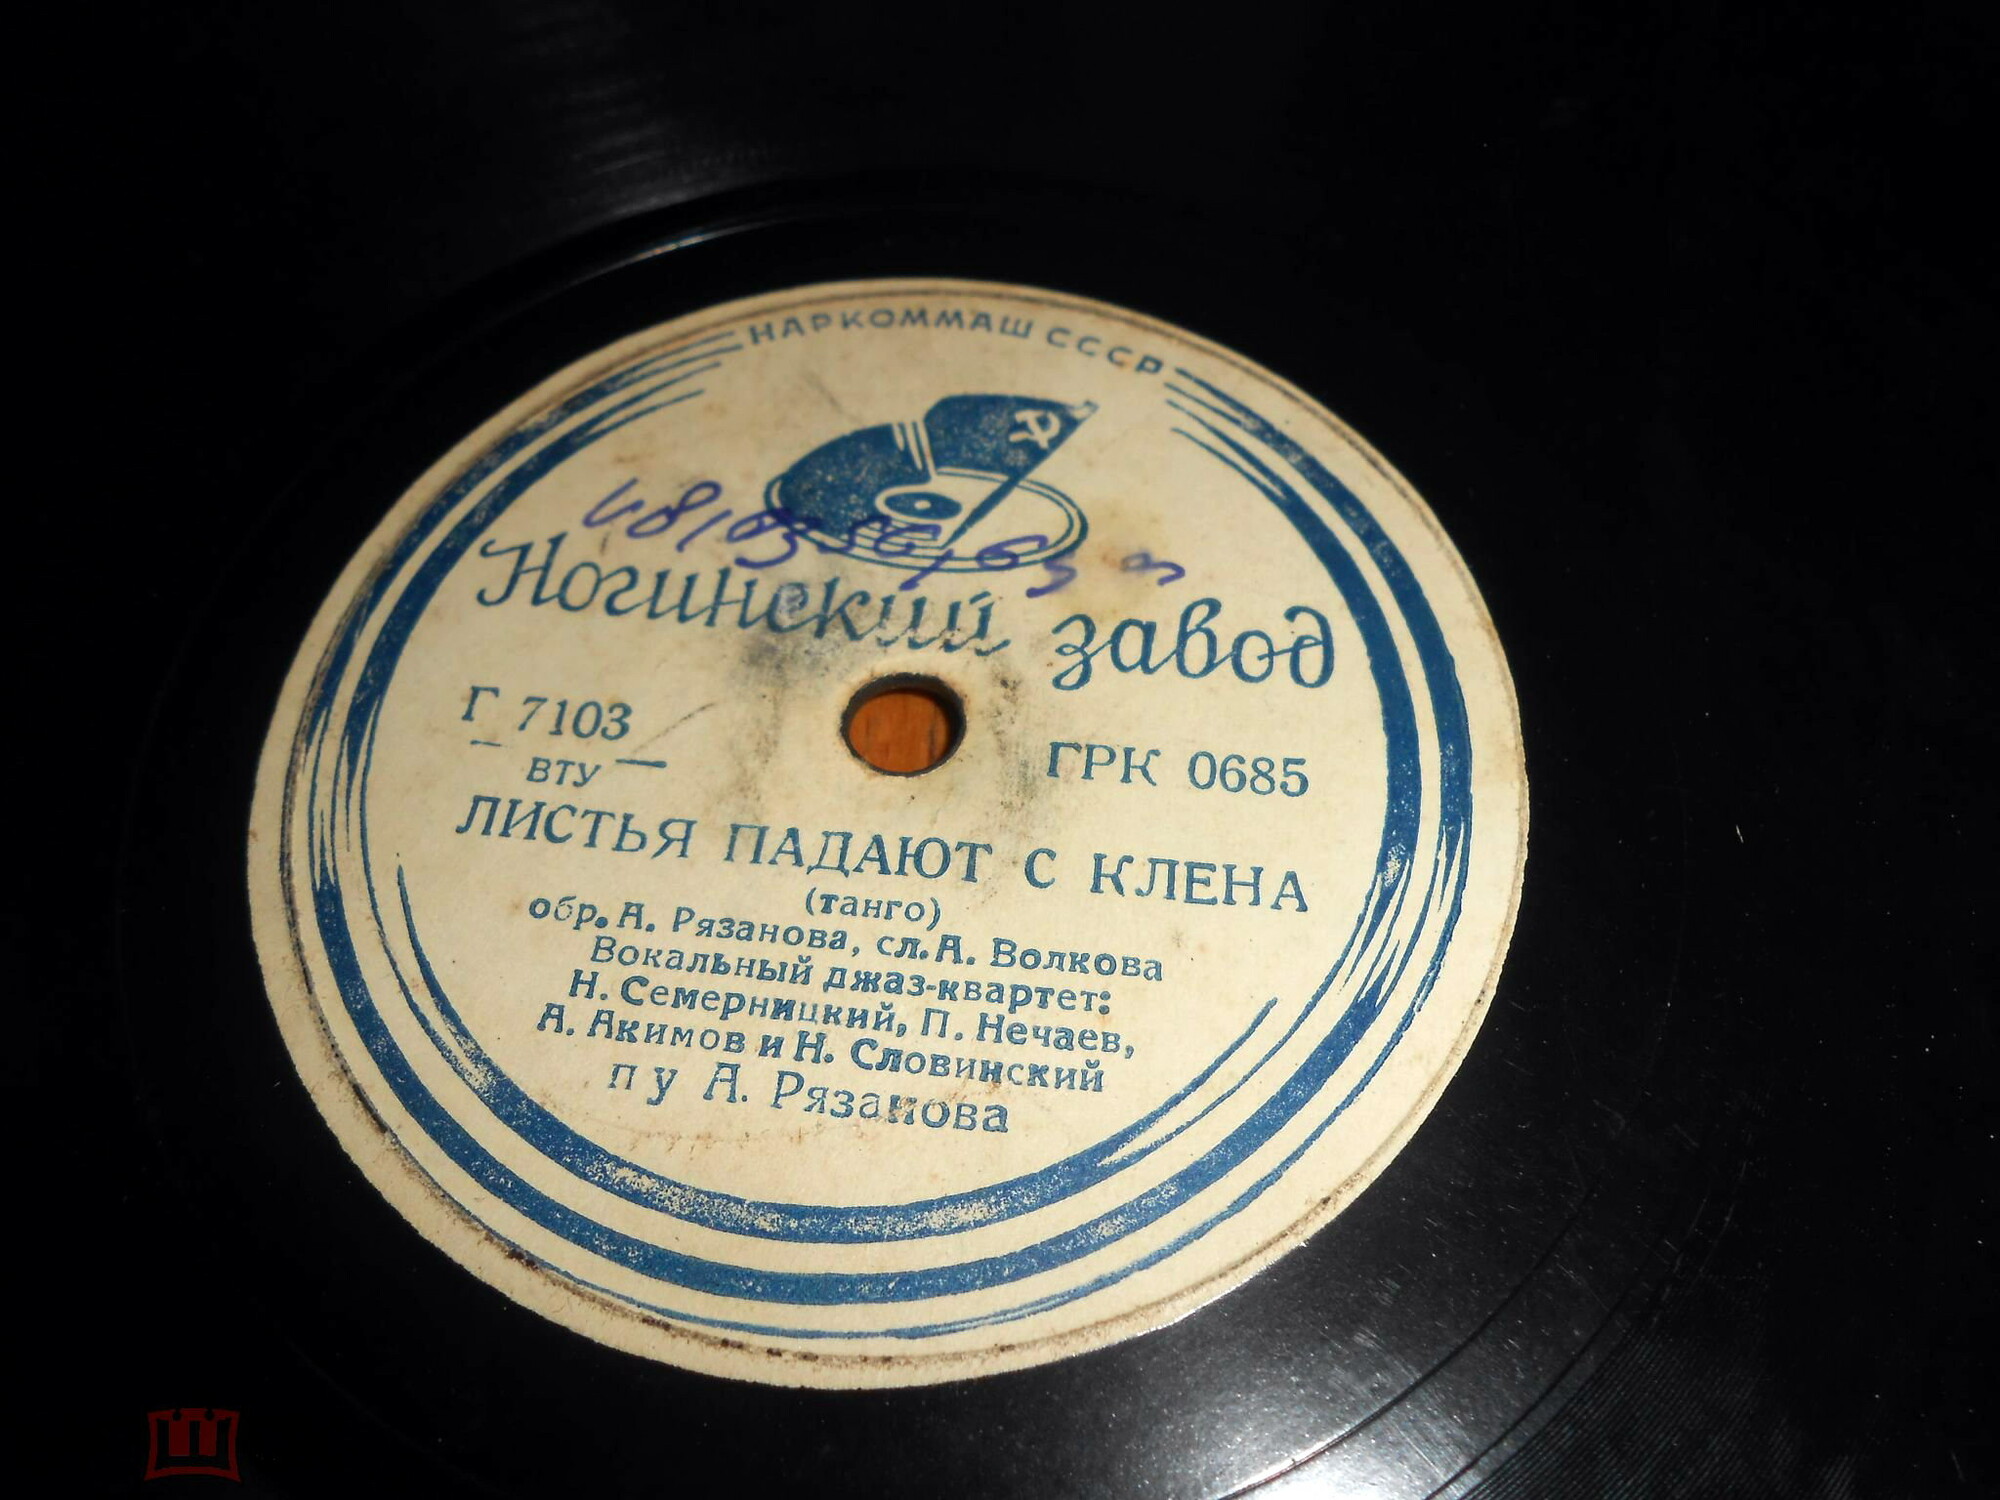 НАРКОММАШ СССР
Ногинский завод
Г 7103
ВТУ
ГРК 0685
ЛИСТЬЯ ПАДАЮТ С КЛЕНА
(танго)
обр. А. Рязанова, сл. А. Волкова
Вокальный джаз-квартет:
Н. Семерницкий, П. Нечаев,
А. Акимов и Н. Словинский
п у А. Рязанова